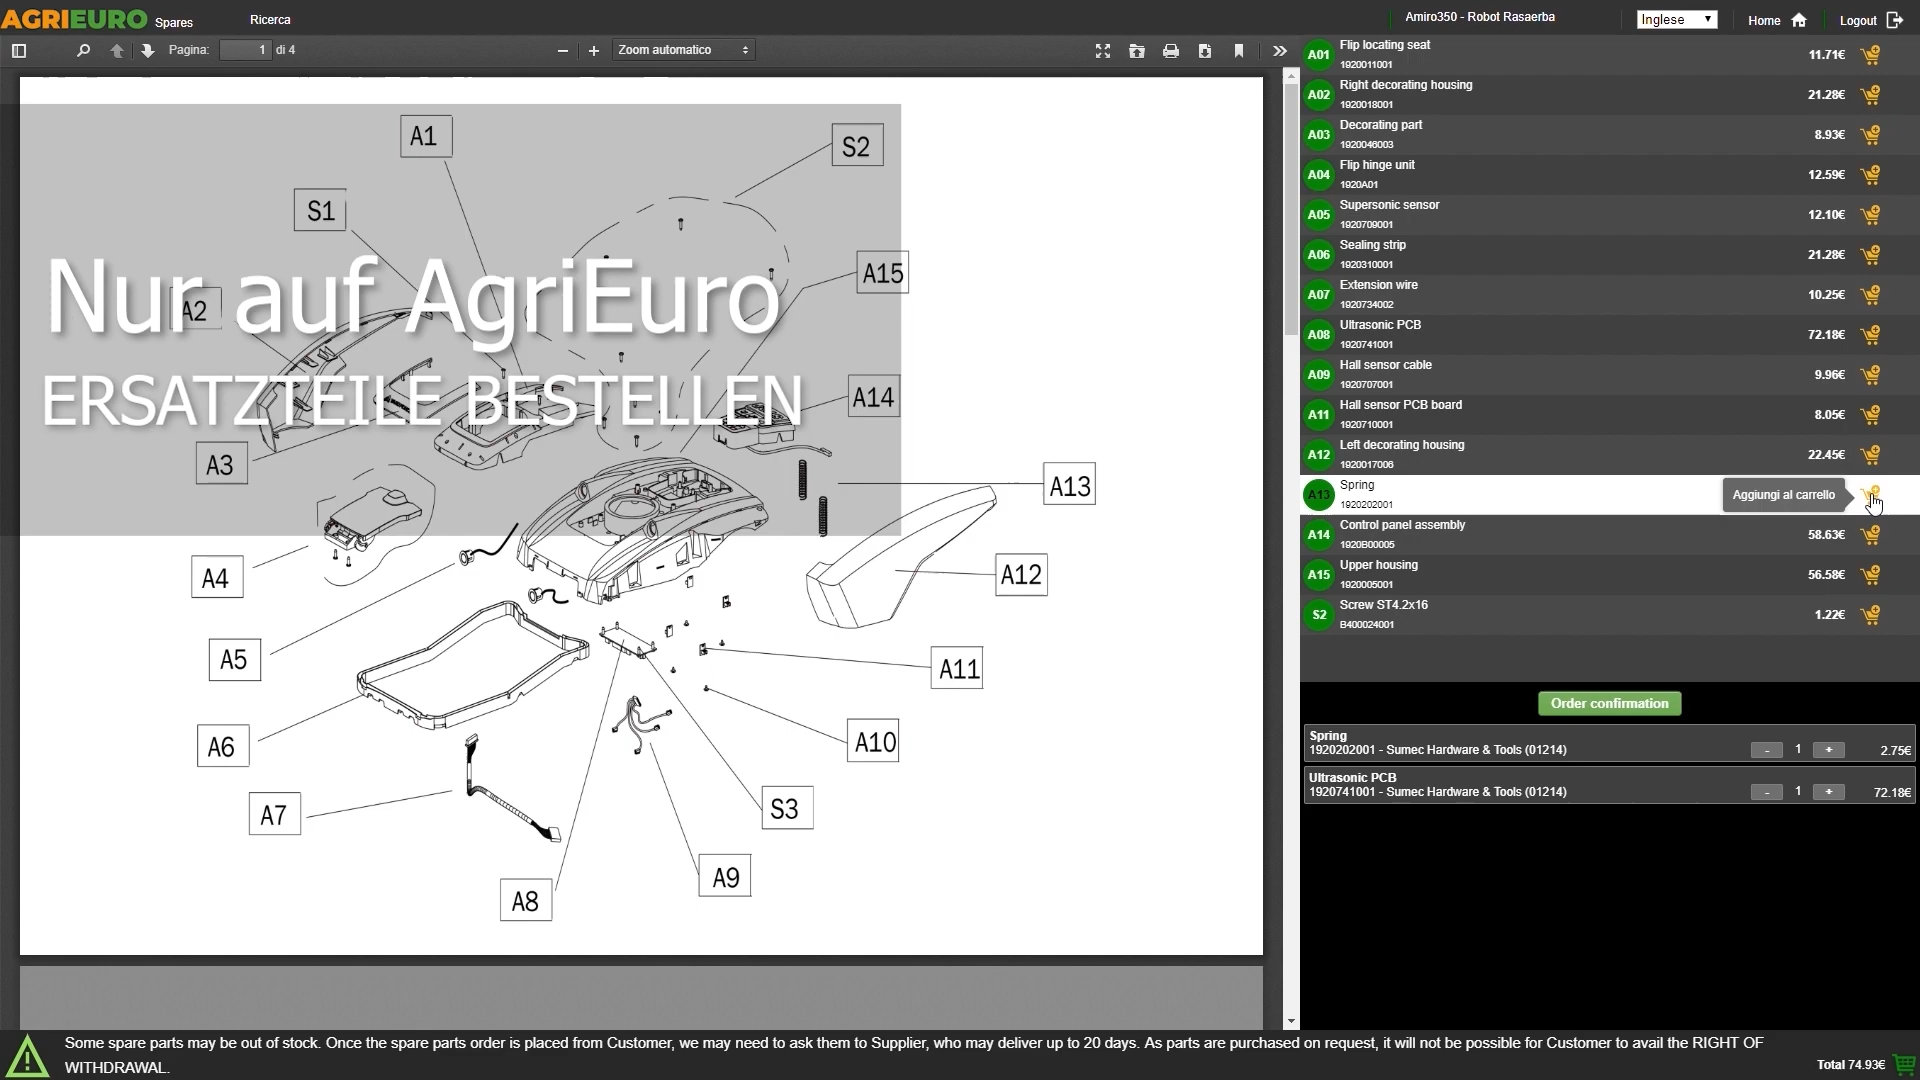 AGRIEURO Spares
Ricerca
Amiro350 - Robot Rasaerba
Inglese
Home
Logout
Pagina: 1 di 4
Zoom automatico
A1
S2
S1
A15
A2
Nur auf AgriEuro
ERSATZTEILE BESTELLEN
A14
A3
A13
A4
A12
A5
A11
A6
A10
A7
S3
A9
A8
A01 Flip locating seat 11.71€
1920011001
A02 Right decorating housing 21.28€
1920018001
A03 Decorating part 8.93€
1920046003
A04 Flip hinge unit 12.59€
1920A01
A05 Supersonic sensor 12.10€
1920709001
A06 Sealing strip 21.28€
1920310001
A07 Extension wire 10.25€
1920734002
A08 Ultrasonic PCB 72.18€
1920741001
A09 Hall sensor cable 9.96€
1920707001
A11 Hall sensor PCB board 8.05€
1920710001
A12 Left decorating housing 22.45€
1920017006
A13 Spring Aggiungi al carrello
1920202001
A14 Control panel assembly 58.63€
1920B00005
A15 Upper housing 56.58€
1920005001
S2 Screw ST4.2x16 1.22€
B400024001
Order confirmation
Spring
1920202001 - Sumec Hardware & Tools (01214) - 1 + 2.75€
Ultrasonic PCB
1920741001 - Sumec Hardware & Tools (01214) - 1 + 72.18€
Some spare parts may be out of stock. Once the spare parts order is placed from Customer, we may need to ask them to Supplier, who may deliver up to 20 days. As parts are purchased on request, it will not be possible for Customer to avail the RIGHT OF
WITHDRAWAL.
Total 74.93€